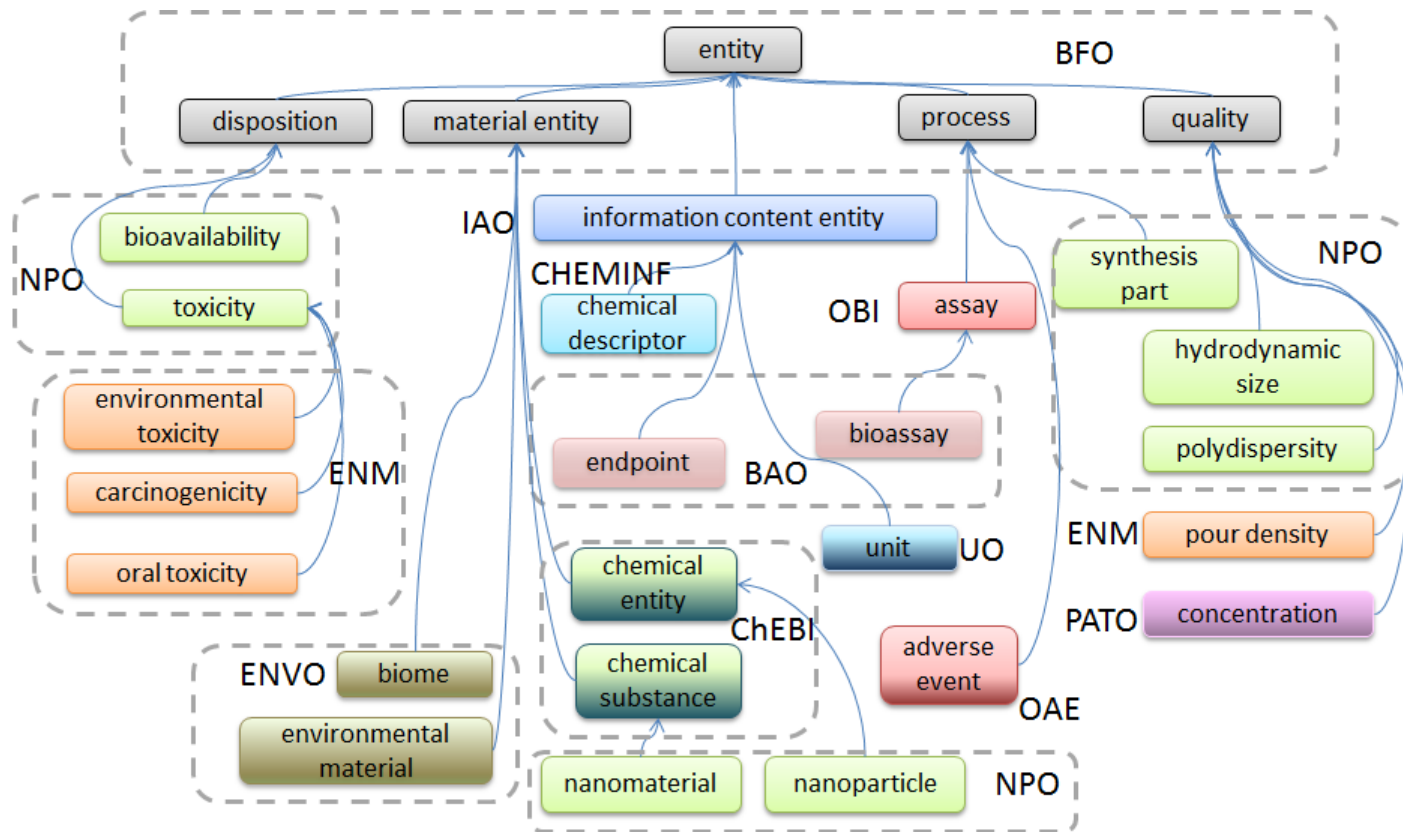 entity
BFO
disposition
material entity
process
quality
bioavailability
NPO
toxicity
IAO
information content entity
CHEMINF
chemical
descriptor
OBI
assay
synthesis
part
NPO
hydrodynamic
size
polydispersity
environmental
toxicity
carcinogenicity
ENM
oral toxicity
endpoint
bioassay
BAO
unit
UO
ENM
pour density
PATO
concentration
chemical
entity
ChEBI
chemical
substance
adverse
event
OAE
ENVO
biome
environmental
material
nanomaterial
nanoparticle
NPO